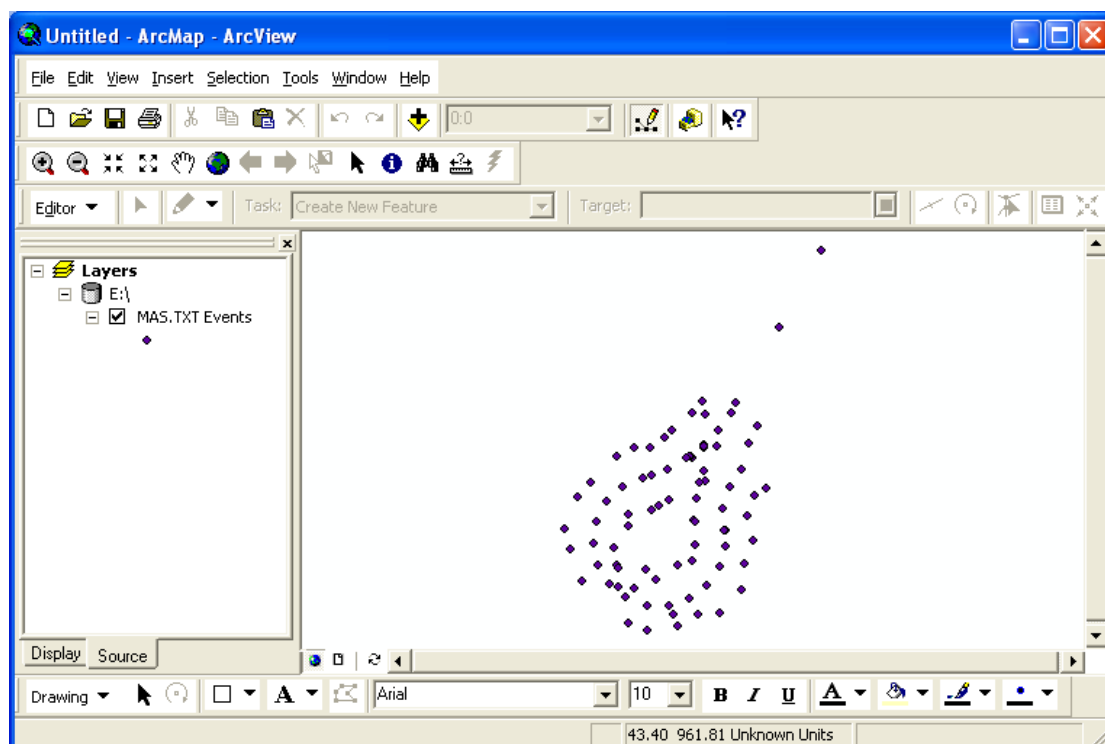 Untitled - ArcMap - ArcView
File Edit View Insert Selection Tools Window Help
0:0
Editor Task: Create New Feature Target:
Layers
E:\
MAS.TXT Events
Display Source
Drawing A Arial 10 B I U A
43.40 961.81 Unknown Units